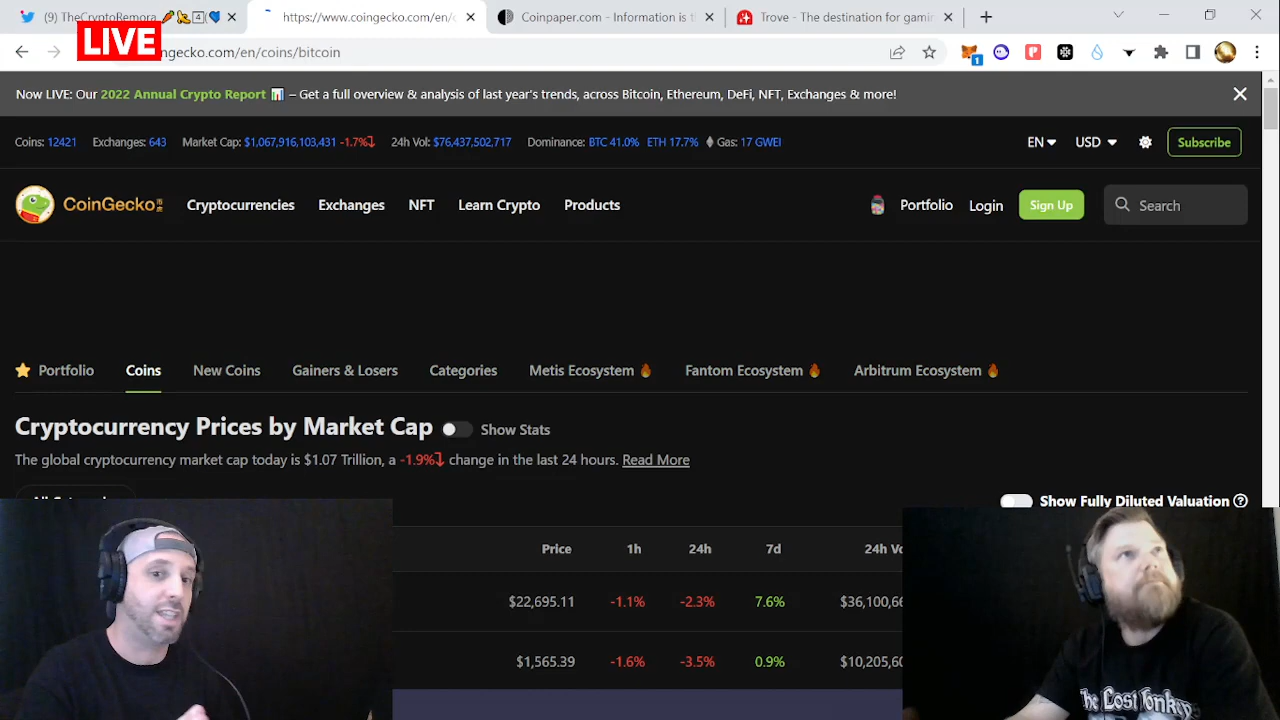 (9) TheCryptoRemora
https://www.coingecko.com/en/c
Coinpaper.com - Information is t
Trove - The destination for gamin
LIVE
gecko.com/en/coins/bitcoin
1
Now LIVE: Our 2022 Annual Crypto Report 📊 – Get a full overview & analysis of last year's trends, across Bitcoin, Ethereum, DeFi, NFT, Exchanges & more!
Coins: 12421 Exchanges: 643 Market Cap: $1,067,916,103,431 -1.7% 24h Vol: $76,437,502,717 Dominance: BTC 41.0% ETH 17.7% Gas: 17 GWEI
EN USD Subscribe
CoinGecko Cryptocurrencies Exchanges NFT Learn Crypto Products Portfolio Login Sign Up Search
Portfolio Coins New Coins Gainers & Losers Categories Metis Ecosystem 🔥 Fantom Ecosystem 🔥 Arbitrum Ecosystem 🔥
Cryptocurrency Prices by Market Cap Show Stats
The global cryptocurrency market cap today is $1.07 Trillion, a -1.9% change in the last 24 hours. Read More
Show Fully Diluted Valuation
Price 1h 24h 7d 24h Vo
$22,695.11 -1.1% -2.3% 7.6% $36,100,66
$1,565.39 -1.6% -3.5% 0.9% $10,205,60
The Lost Donkeys